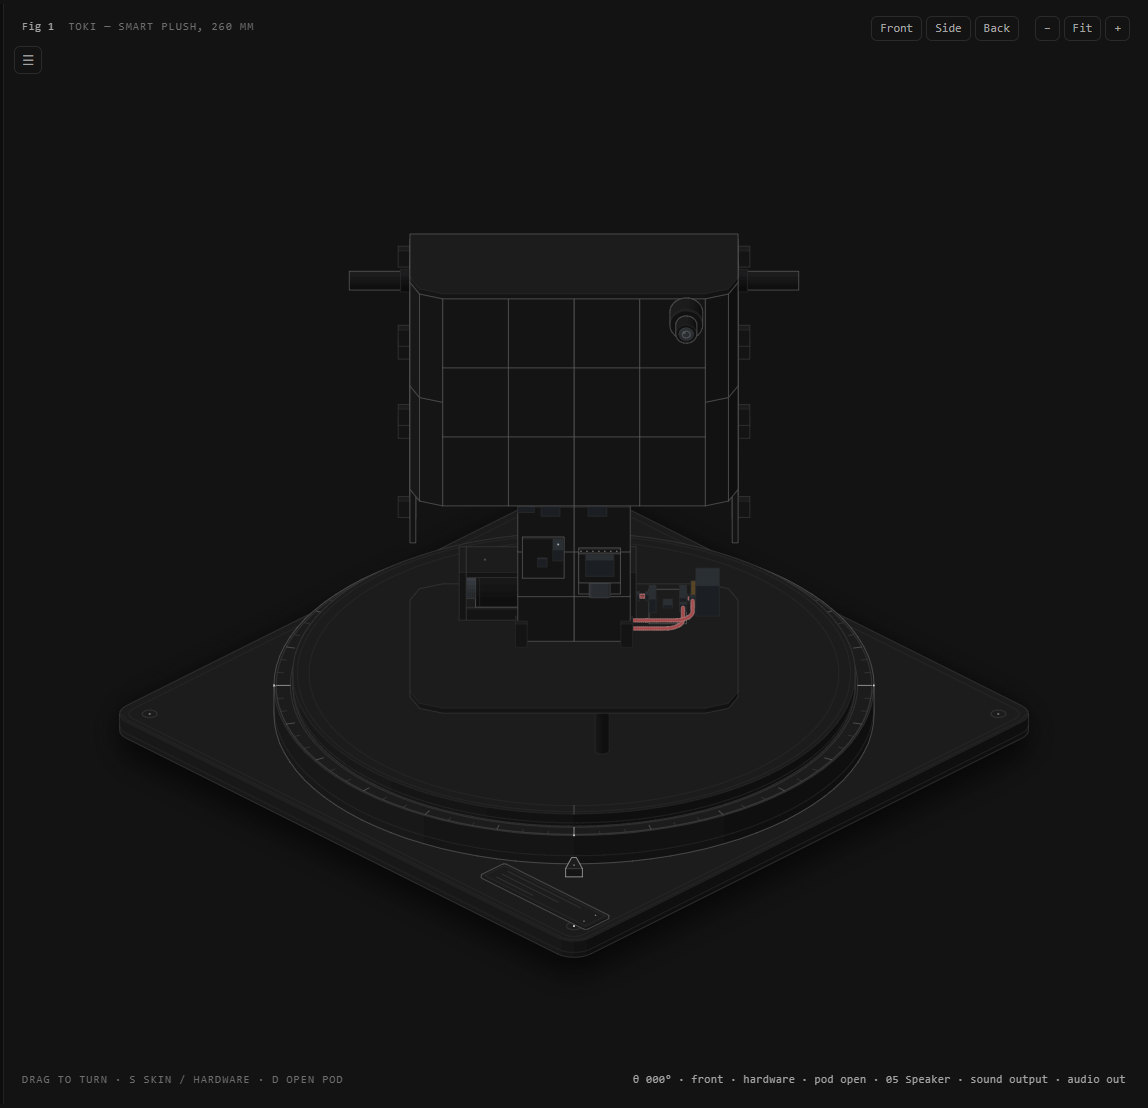 Fig 1 TOKI — SMART PLUSH, 260 MM
Front Side Back − Fit +
DRAG TO TURN · S SKIN / HARDWARE · D OPEN POD
θ 000° · front · hardware · pod open · 05 Speaker · sound output · audio out